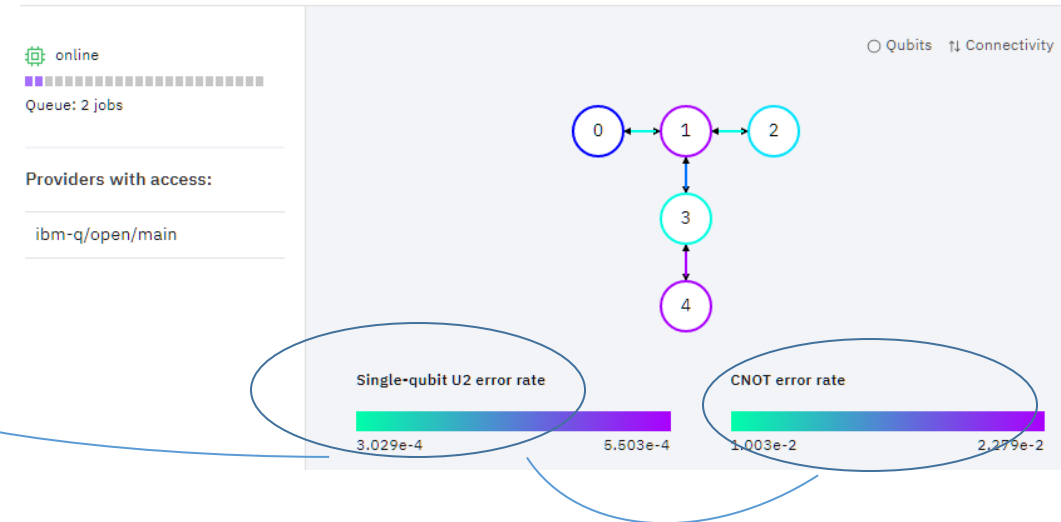 online
Queue: 2 jobs
Providers with access:
ibm-q/open/main
Qubits Connectivity
0 1 2
3
4
Single-qubit U2 error rate
3.029e-4 5.503e-4
CNOT error rate
1.003e-2 2.279e-2